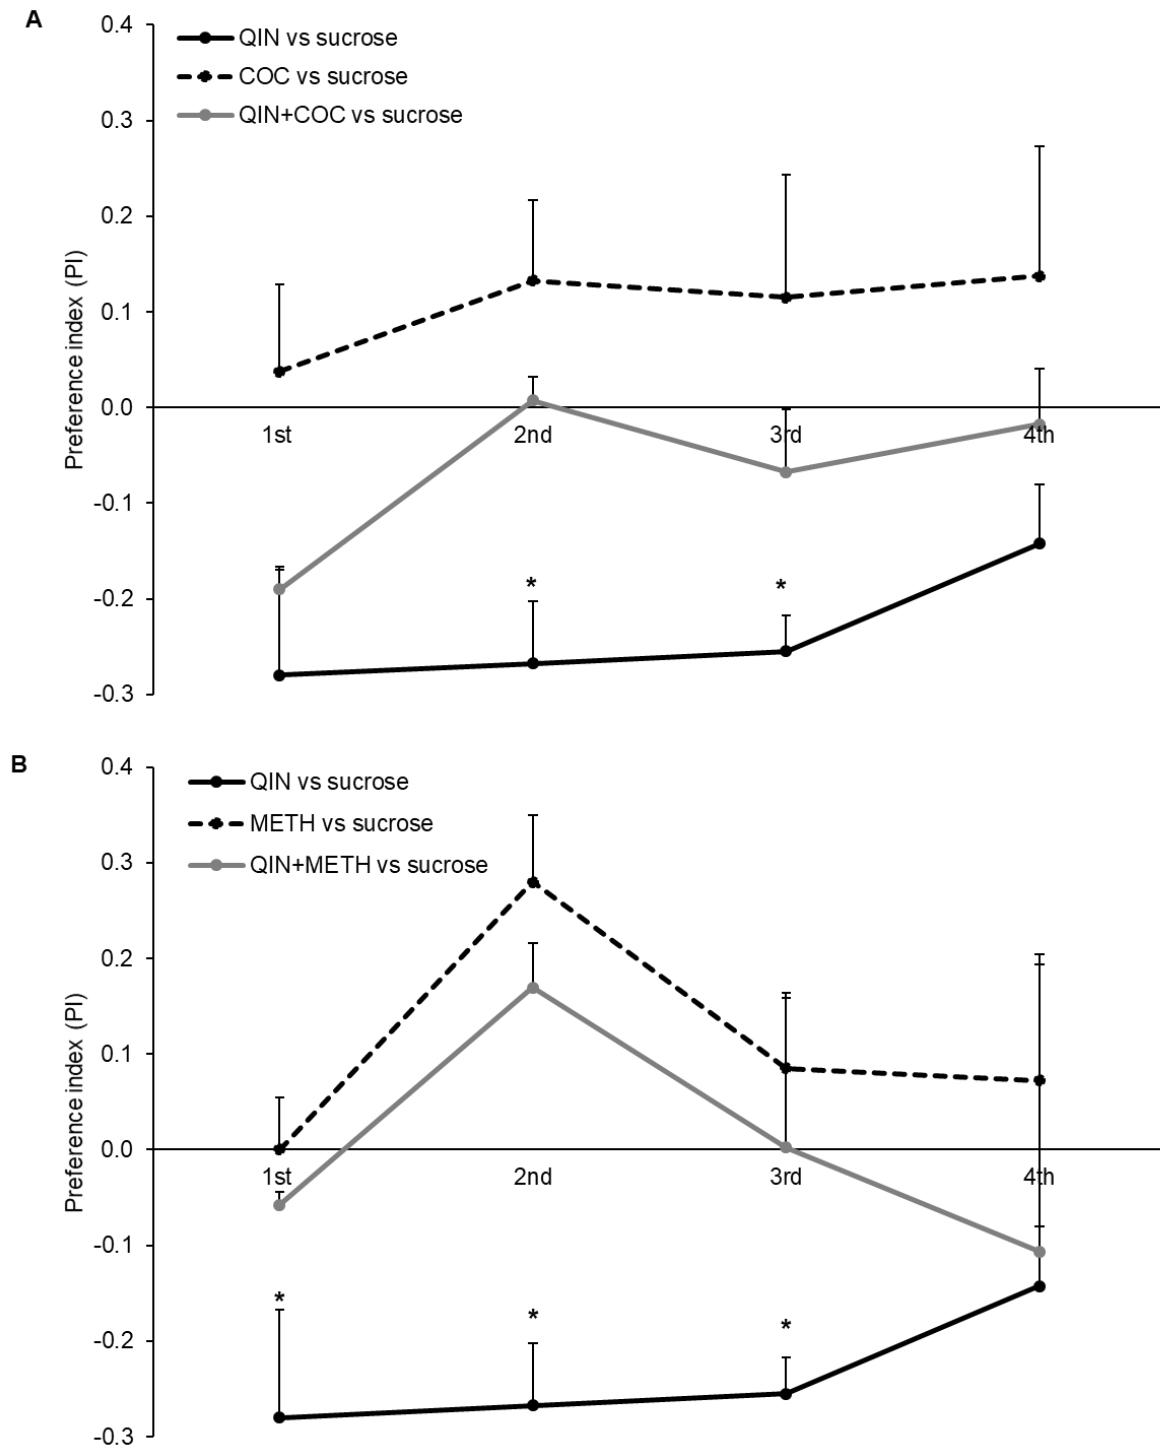 A
0.4
QIN vs sucrose
COC vs sucrose
QIN+COC vs sucrose
0.3
0.2
0.1
0.0
-0.1
-0.2
-0.3
Preference index (PI)
1st 2nd 3rd 4th
* *
B
0.4
QIN vs sucrose
METH vs sucrose
QIN+METH vs sucrose
0.3
0.2
0.1
0.0
-0.1
-0.2
-0.3
Preference index (PI)
1st 2nd 3rd 4th
* * *